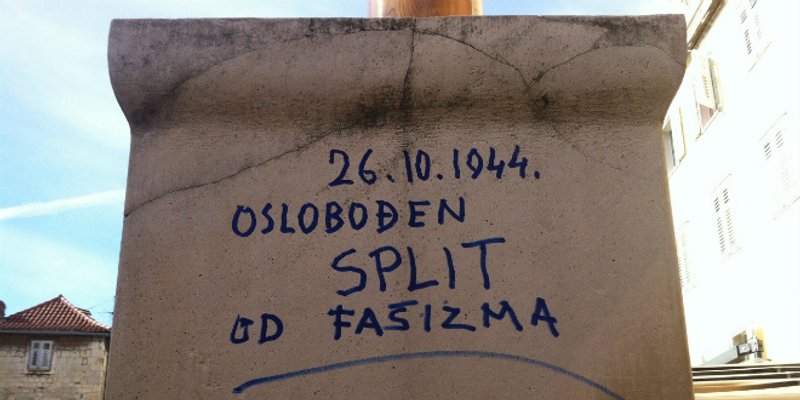 26.10.1944.
OSLOBOĐEN
SPLIT
OD FAŠIZMA